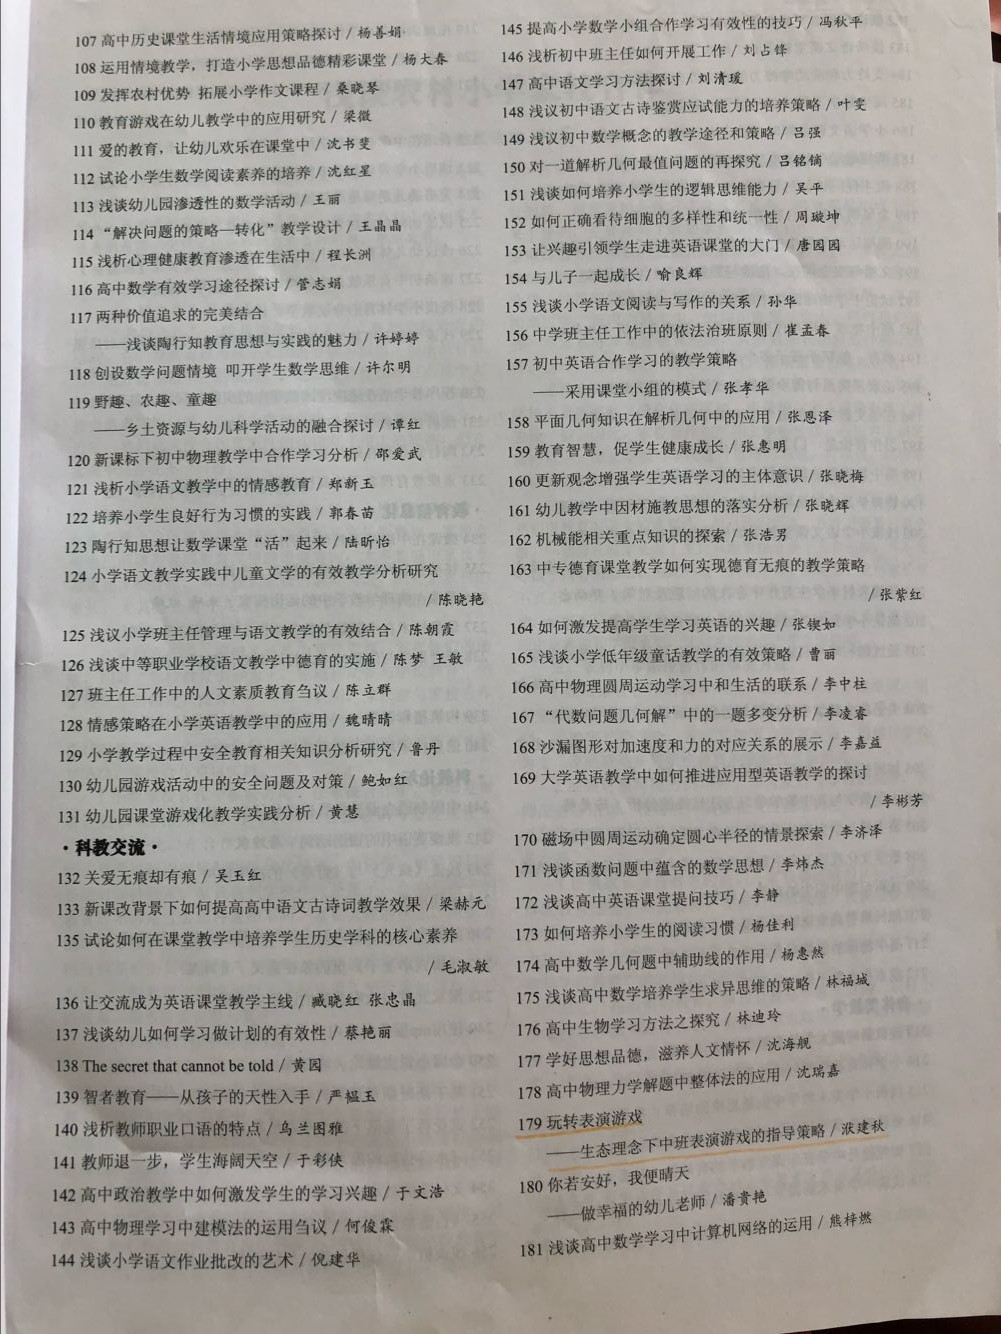 107 高中历史课堂生活情境应用策略探讨 / 杨善娟
108 运用情境教学，打造小学思想品德精彩课堂 / 杨大春
109 发挥农村优势 拓展小学作文课程 / 桑晓琴
110 教育游戏在幼儿教学中的应用研究 / 梁微
111 爱的教育，让幼儿欢乐在课堂中 / 沈书斐
112 试论小学生数学阅读素养的培养 / 沈红星
113 浅谈幼儿园渗透性的数学活动 / 王丽
114 “解决问题的策略—转化”教学设计 / 王晶晶
115 浅析心理健康教育渗透在生活中 / 程长洲
116 高中数学有效学习途径探讨 / 管志娟
117 两种价值追求的完美结合
——浅谈陶行知教育思想与实践的魅力 / 许婷婷
118 创设数学问题情境 叩开学生数学思维 / 许尔明
119 野趣、农趣、童趣
——乡土资源与幼儿科学活动的融合探讨 / 谭红
120 新课标下初中物理教学中合作学习分析 / 邵爱武
121 浅析小学语文教学中的情感教育 / 郑新玉
122 培养小学生良好行为习惯的实践 / 郭春苗
123 陶行知思想让数学课堂“活”起来 / 陆昕怡
124 小学语文教学实践中儿童文学的有效教学分析研究
/ 陈晓艳
125 浅议小学班主任管理与语文教学的有效结合 / 陈朝霞
126 浅谈中等职业学校语文教学中德育的实施 / 陈梦 王敏
127 班主任工作中的人文素质教育刍议 / 陈立群
128 情感策略在小学英语教学中的应用 / 魏晴晴
129 小学教学过程中安全教育相关知识分析研究 / 鲁丹
130 幼儿园游戏活动中的安全问题及对策 / 鲍如红
131 幼儿园课堂游戏化教学实践分析 / 黄慧
·科教交流·
132 关爱无痕却有痕 / 吴玉红
133 新课改背景下如何提高高中语文古诗词教学效果 / 梁赫元
135 试论如何在课堂教学中培养学生历史学科的核心素养
/ 毛淑敏
136 让交流成为英语课堂教学主线 / 臧晓红 张忠晶
137 浅谈幼儿如何学习做计划的有效性 / 蔡艳丽
138 The secret that cannot be told / 黄园
139 智者教育——从孩子的天性入手 / 严韫玉
140 浅析教师职业口语的特点 / 乌兰图雅
141 教师退一步，学生海阔天空 / 于彩侠
142 高中政治教学中如何激发学生的学习兴趣 / 于文浩
143 高中物理学习中建模法的运用刍议 / 何俊霖
144 浅谈小学语文作业批改的艺术 / 倪建华
145 提高小学数学小组合作学习有效性的技巧 / 冯秋平
146 浅析初中班主任如何开展工作 / 刘占锋
147 高中语文学习方法探讨 / 刘清瑗
148 浅议初中语文古诗鉴赏应试能力的培养策略 / 叶雯
149 浅议初中数学概念的教学途径和策略 / 吕强
150 对一道解析几何最值问题的再探究 / 吕铭镝
151 浅谈如何培养小学生的逻辑思维能力 / 吴平
152 如何正确看待细胞的多样性和统一性 / 周璇坤
153 让兴趣引领学生走进英语课堂的大门 / 唐园园
154 与儿子一起成长 / 喻良辉
155 浅谈小学语文阅读与写作的关系 / 孙华
156 中学班主任工作中的依法治班原则 / 崔孟春
157 初中英语合作学习的教学策略
——采用课堂小组的模式 / 张孝华
158 平面几何知识在解析几何中的应用 / 张恩泽
159 教育智慧，促学生健康成长 / 张惠明
160 更新观念增强学生英语学习的主体意识 / 张晓梅
161 幼儿教学中因材施教思想的落实分析 / 张晓辉
162 机械能相关重点知识的探索 / 张浩男
163 中专德育课堂教学如何实现德育无痕的教学策略
/ 张紫红
164 如何激发提高学生学习英语的兴趣 / 张锲如
165 浅谈小学低年级童话教学的有效策略 / 曹丽
166 高中物理圆周运动学习中和生活的联系 / 李中柱
167 “代数问题几何解”中的一题多变分析 / 李凌睿
168 沙漏图形对加速度和力的对应关系的展示 / 李嘉益
169 大学英语教学中如何推进应用型英语教学的探讨
/ 李彬芳
170 磁场中圆周运动确定圆心半径的情景探索 / 李济泽
171 浅谈函数问题中蕴含的数学思想 / 李炜杰
172 浅谈高中英语课堂提问技巧 / 李静
173 如何培养小学生的阅读习惯 / 杨佳利
174 高中数学几何题中辅助线的作用 / 杨惠然
175 浅谈高中数学培养学生求异思维的策略 / 林福城
176 高中生物学习方法之探究 / 林迪玲
177 学好思想品德，滋养人文情怀 / 沈海舰
178 高中物理力学解题中整体法的应用 / 沈瑞嘉
179 玩转表演游戏
——生态理念下中班表演游戏的指导策略 / 洑建秋
180 你若安好，我便晴天
——做幸福的幼儿老师 / 潘贵艳
181 浅谈高中数学学习中计算机网络的运用 / 熊梓燃